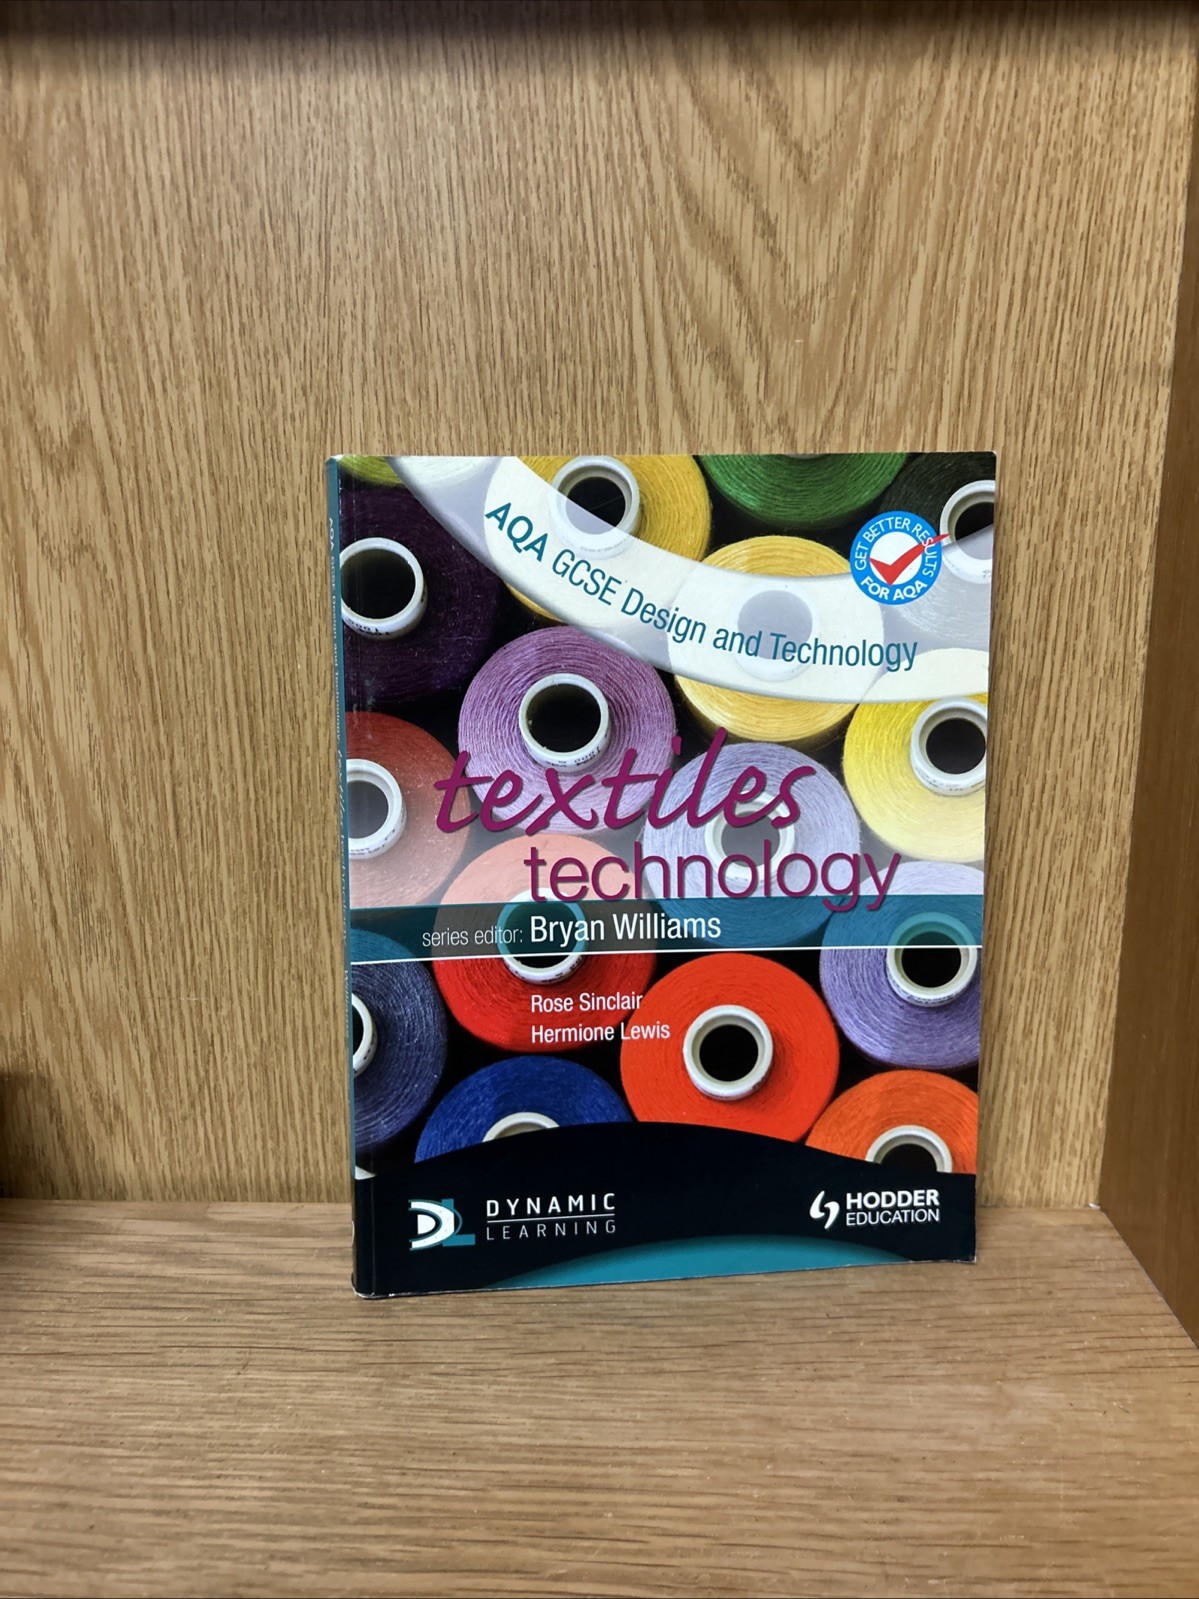 AQA GCSE Design and Technology
GET BETTER RESULTS
FOR AQA
textiles
technology
series editor: Bryan Williams
Rose Sinclair
Hermione Lewis
DL DYNAMIC
LEARNING
HODDER
EDUCATION